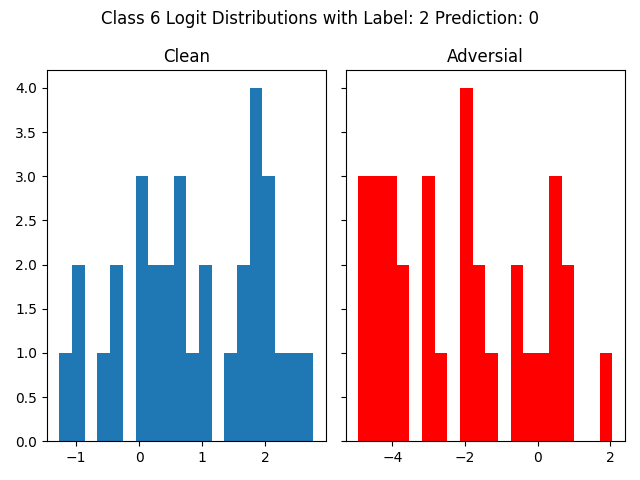 Class 6 Logit Distributions with Label: 2 Prediction: 0
Clean
Adversial
4.0
3.5
3.0
2.5
2.0
1.5
1.0
0.5
0.0
−1 0 1 2
−4 −2 0 2